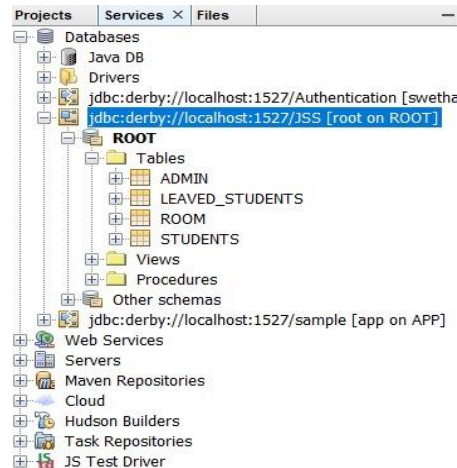 Projects Services × Files
Databases
Java DB
Drivers
jdbc:derby://localhost:1527/Authentication [swetha
jdbc:derby://localhost:1527/JSS [root on ROOT]
ROOT
Tables
ADMIN
LEAVED_STUDENTS
ROOM
STUDENTS
Views
Procedures
Other schemas
jdbc:derby://localhost:1527/sample [app on APP]
Web Services
Servers
Maven Repositories
Cloud
Hudson Builders
Task Repositories
JS Test Driver